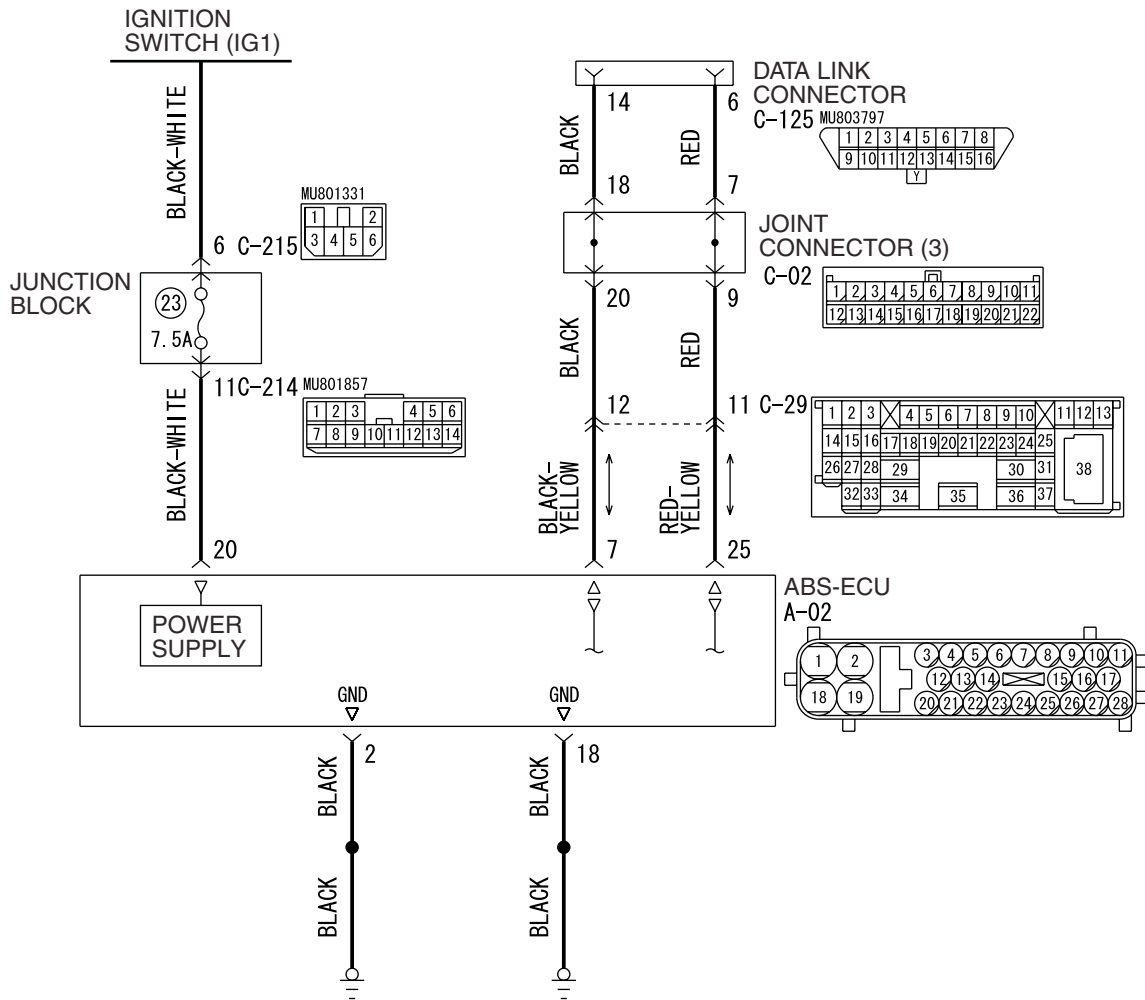 IGNITION
SWITCH (IG1)
BLACK-WHITE
6 C-215
MU801331
1 2
3 4 5 6
JUNCTION
BLOCK
23
7.5A
11 C-214
MU801857
1 2 3 4 5 6
7 8 9 10 11 12 13 14
BLACK-WHITE
20
DATA LINK
CONNECTOR
C-125 MU803797
1 2 3 4 5 6 7 8
9 10 11 12 13 14 15 16
Y
14 6
BLACK RED
18 7
JOINT
CONNECTOR (3)
C-02
1 2 3 4 5 6 7 8 9 10 11
12 13 14 15 16 17 18 19 20 21 22
20 9
BLACK RED
12 11 C-29
1 2 3 4 5 6 7 8 9 10 11 12 13
14 15 16 17 18 19 20 21 22 23 24 25
26 27 28 29 30 31 38
32 33 34 35 36 37
BLACK-
YELLOW
RED-
YELLOW
7 25
ABS-ECU
A-02
1 2 3 4 5 6 7 8 9 10 11
12 13 14 15 16 17
18 19 20 21 22 23 24 25 26 27 28
POWER
SUPPLY
GND GND
2 18
BLACK BLACK
BLACK BLACK